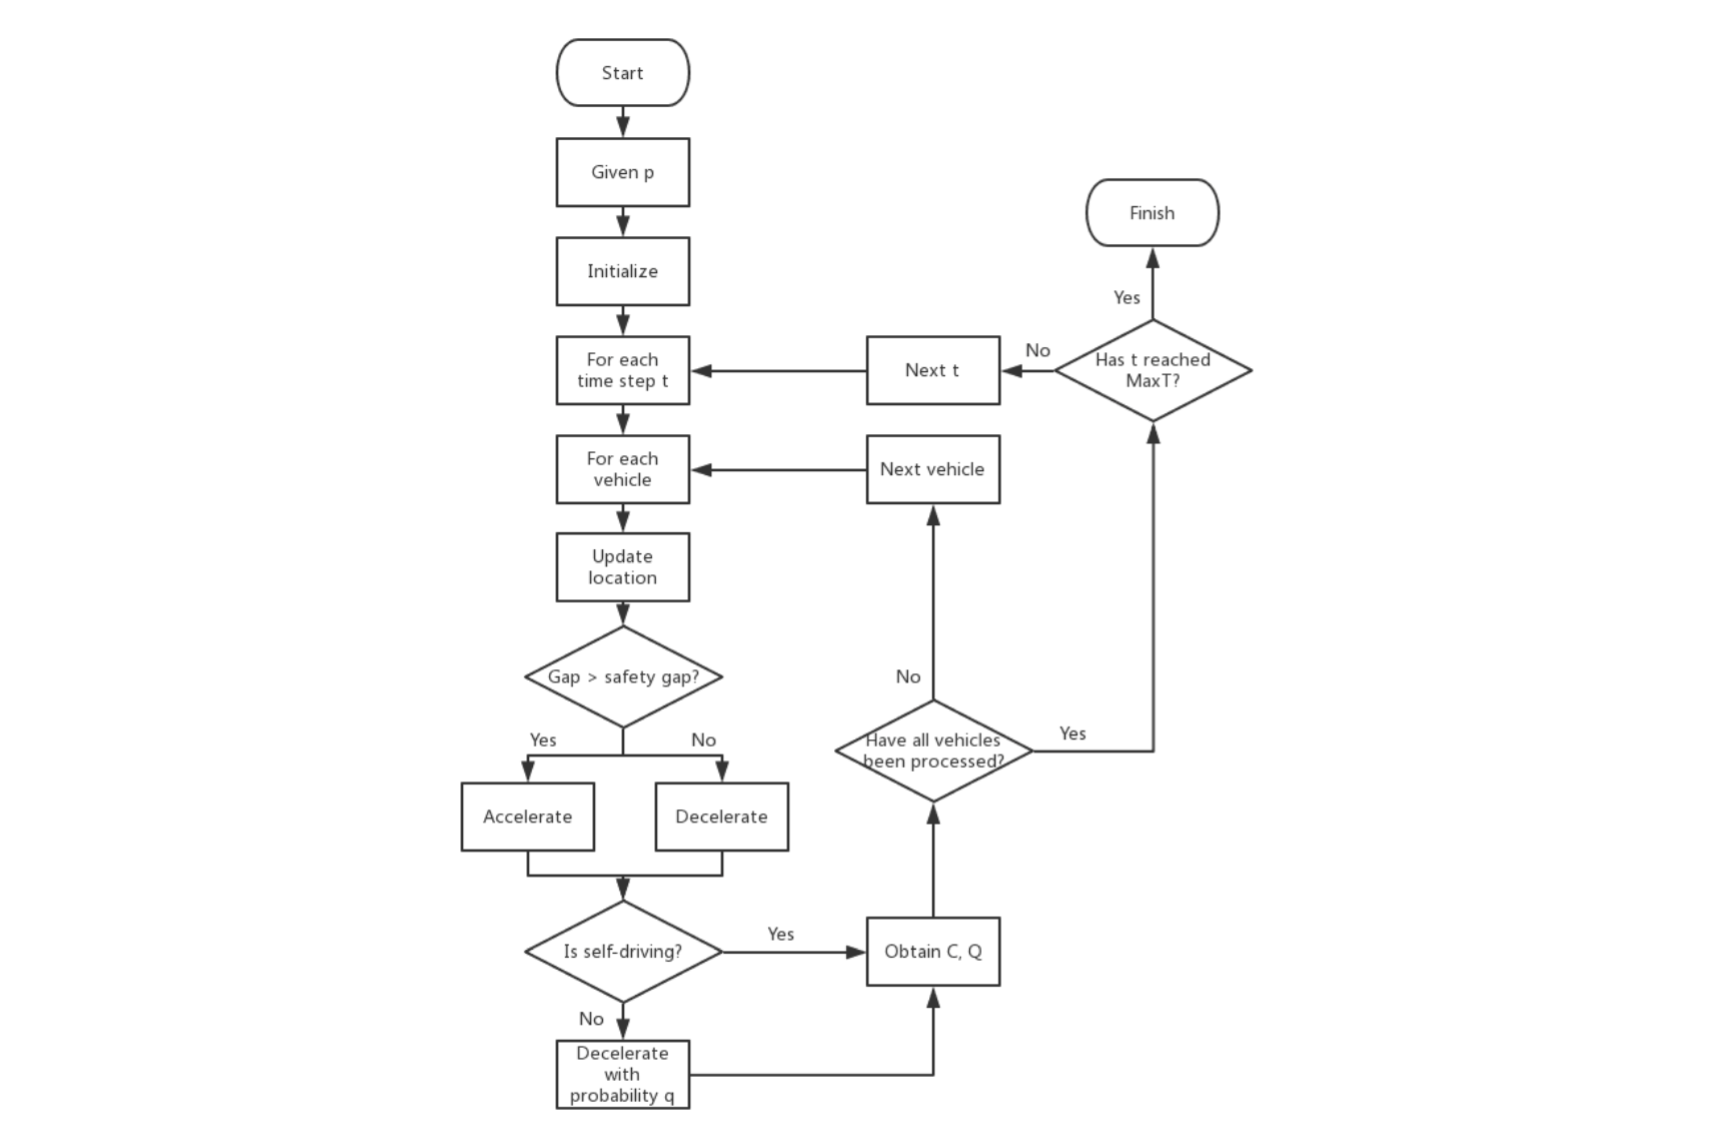 Start
Given p
Initialize
For each
time step t
For each
vehicle
Update
location
Gap > safety gap?
Yes
No
Accelerate
Decelerate
Is self-driving?
Yes
No
Decelerate
with
probability q
Obtain C, Q
Have all vehicles
been processed?
No
Yes
Next vehicle
Next t
No
Has t reached
MaxT?
Yes
Finish